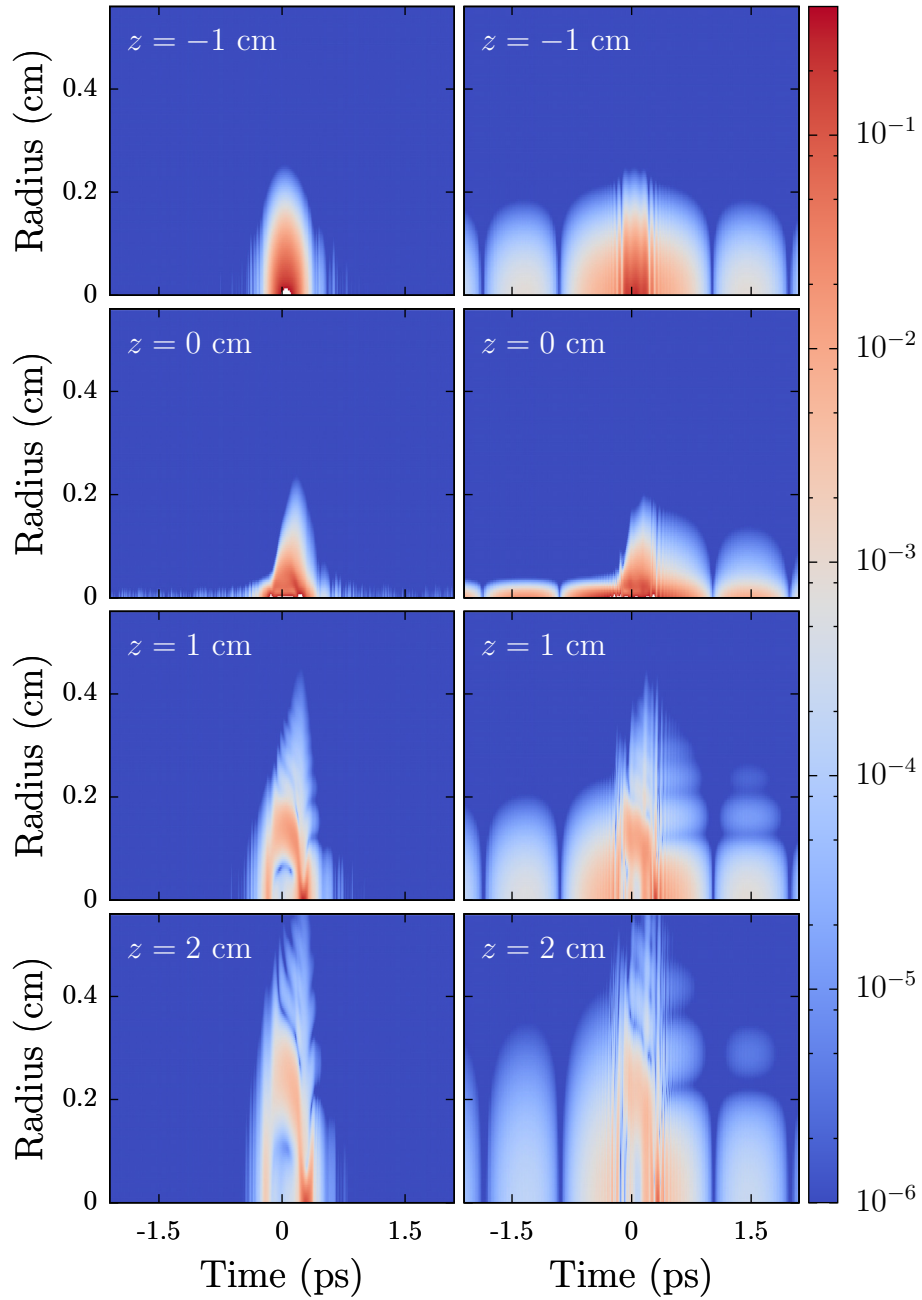 z = −1 cm
z = −1 cm
Radius (cm)
0.4
0.2
0
10⁻¹
z = 0 cm
z = 0 cm
Radius (cm)
0.4
0.2
0
10⁻²
10⁻³
z = 1 cm
z = 1 cm
Radius (cm)
0.4
0.2
0
10⁻⁴
z = 2 cm
z = 2 cm
Radius (cm)
0.4
0.2
0
10⁻⁵
10⁻⁶
-1.5 0 1.5
-1.5 0 1.5
Time (ps)
Time (ps)